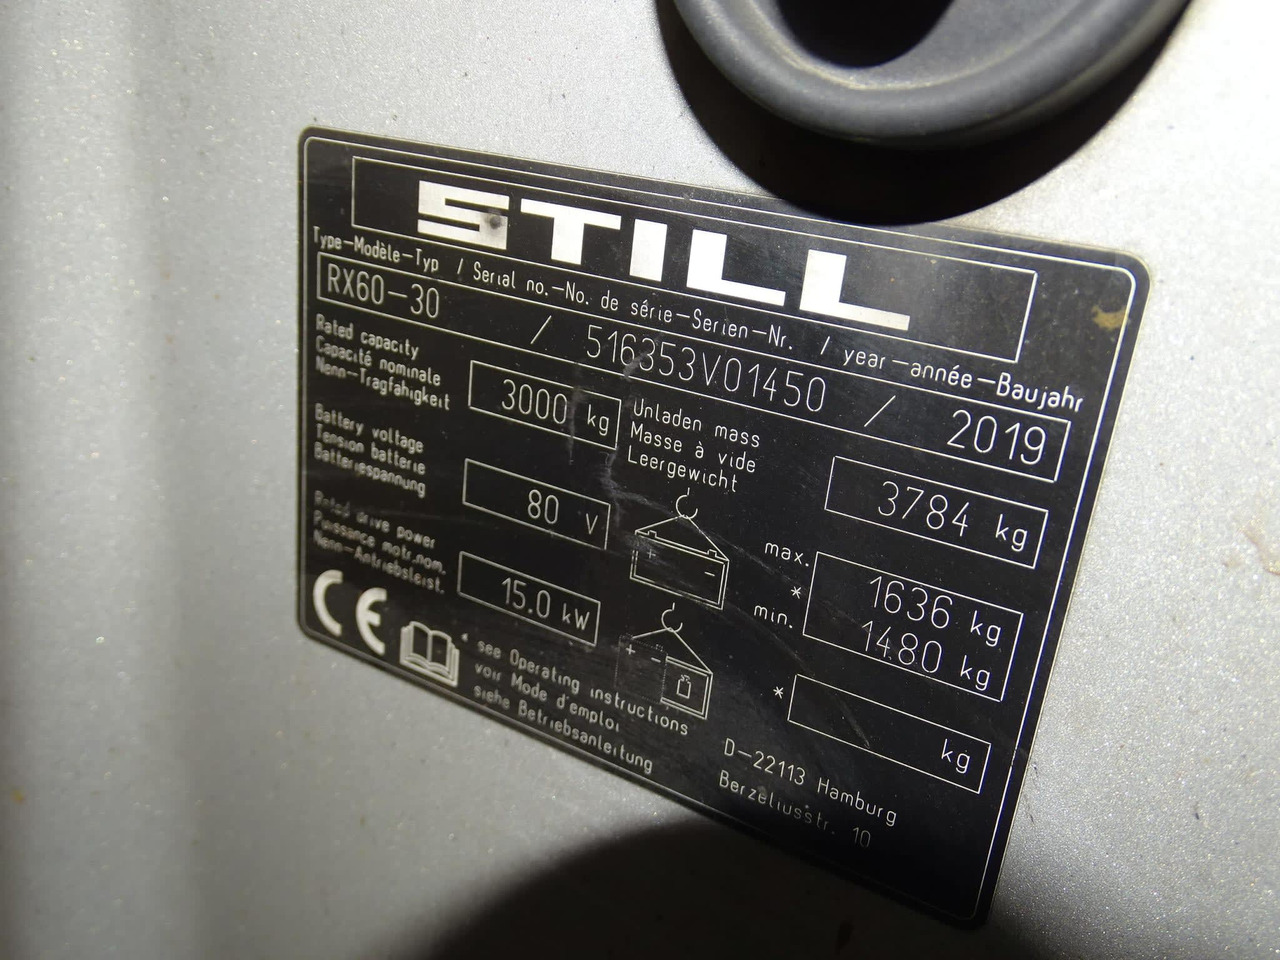 STILL
Type-Modèle-Typ / Serial no.-No. de série-Serien-Nr. / year-année-Baujahr
RX60-30 / 516353V01450 / 2019
Rated capacity
Capacité nominale
Nenn-Tragfähigkeit
3000 kg
Unladen mass
Masse à vide
Leergewicht
3784 kg
Battery voltage
Tension batterie
Batteriespannung
80 V
+ -
max.
*
min.
1636 kg
1480 kg
Rated drive power
Puissance motr.nom.
Nenn-Antriebsleist.
15.0 kW
+ -
* kg
CE
* see Operating instructions
voir Mode d'emploi
siehe Betriebsanleitung
D-22113 Hamburg
Berzeliusstr. 10